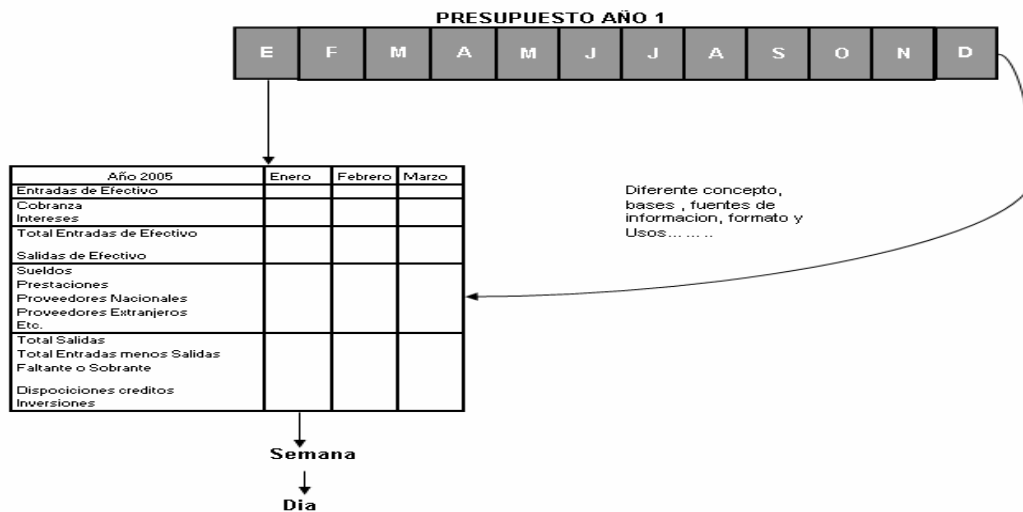 PRESUPUESTO AÑO 1
E F M A M J J A S O N D
Año 2005 Enero Febrero Marzo
Entradas de Efectivo
Cobranza
Intereses
Total Entradas de Efectivo
Salidas de Efectivo
Sueldos
Prestaciones
Proveedores Nacionales
Proveedores Extranjeros
Etc.
Total Salidas
Total Entradas menos Salidas
Faltante o Sobrante
Dispociciones creditos
Inversiones
Diferente concepto,
bases , fuentes de
informacion, formato y
Usos........
Semana
Dia